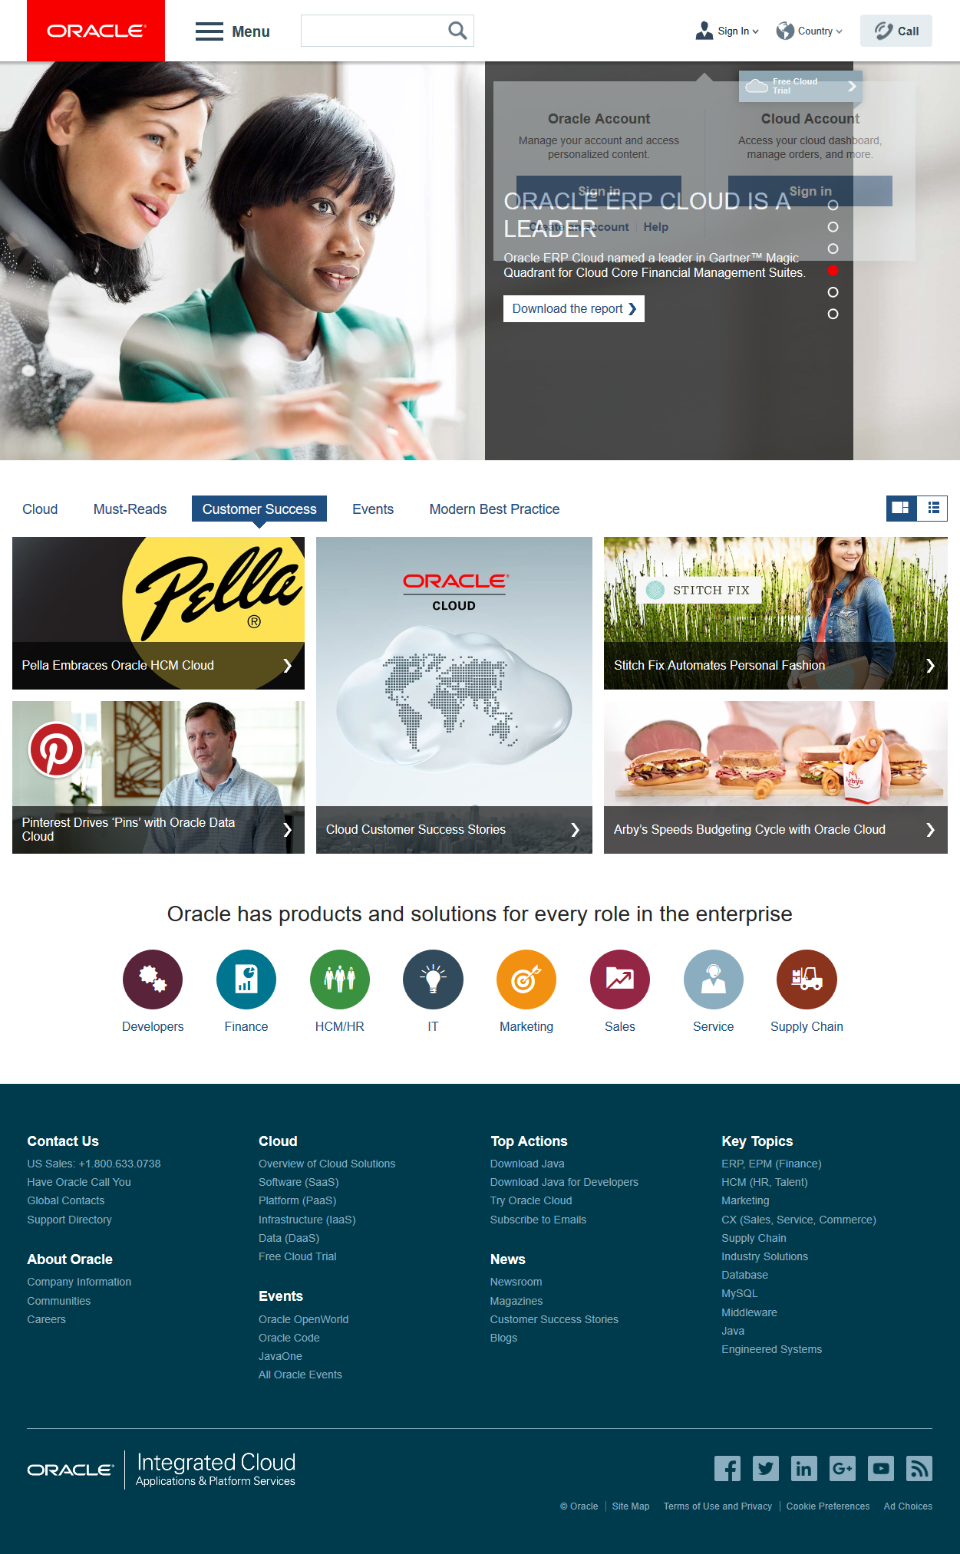 ORACLE
Menu
Sign In
Country
Call
Free Cloud
Trial
Oracle Account
Cloud Account
Manage your account and access
personalized content.
Access your cloud dashboard,
manage orders, and more.
Sign in
Sign in
Create an account | Help
ORACLE ERP CLOUD IS A
LEADER
Oracle ERP Cloud named a leader in Gartner™ Magic
Quadrant for Cloud Core Financial Management Suites.
Download the report
Cloud
Must-Reads
Customer Success
Events
Modern Best Practice
Pella
®
Pella Embraces Oracle HCM Cloud
ORACLE®
CLOUD
Cloud Customer Success Stories
STITCH FIX
Stitch Fix Automates Personal Fashion
Pinterest Drives 'Pins' with Oracle Data
Cloud
Arby's
Arby's Speeds Budgeting Cycle with Oracle Cloud
Oracle has products and solutions for every role in the enterprise
Developers
Finance
HCM/HR
IT
Marketing
Sales
Service
Supply Chain
Contact Us
US Sales: +1.800.633.0738
Have Oracle Call You
Global Contacts
Support Directory
About Oracle
Company Information
Communities
Careers
Cloud
Overview of Cloud Solutions
Software (SaaS)
Platform (PaaS)
Infrastructure (IaaS)
Data (DaaS)
Free Cloud Trial
Events
Oracle OpenWorld
Oracle Code
JavaOne
All Oracle Events
Top Actions
Download Java
Download Java for Developers
Try Oracle Cloud
Subscribe to Emails
News
Newsroom
Magazines
Customer Success Stories
Blogs
Key Topics
ERP, EPM (Finance)
HCM (HR, Talent)
Marketing
CX (Sales, Service, Commerce)
Supply Chain
Industry Solutions
Database
MySQL
Middleware
Java
Engineered Systems
ORACLE®
Integrated Cloud
Applications & Platform Services
© Oracle | Site Map
Terms of Use and Privacy | Cookie Preferences
Ad Choices